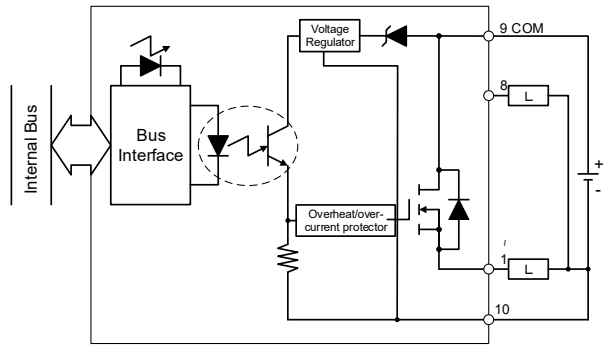 Voltage
Regulator
9 COM
8
L
Internal Bus
Bus
Interface
+
-
Overheat/over-
current protector
~
1
L
10